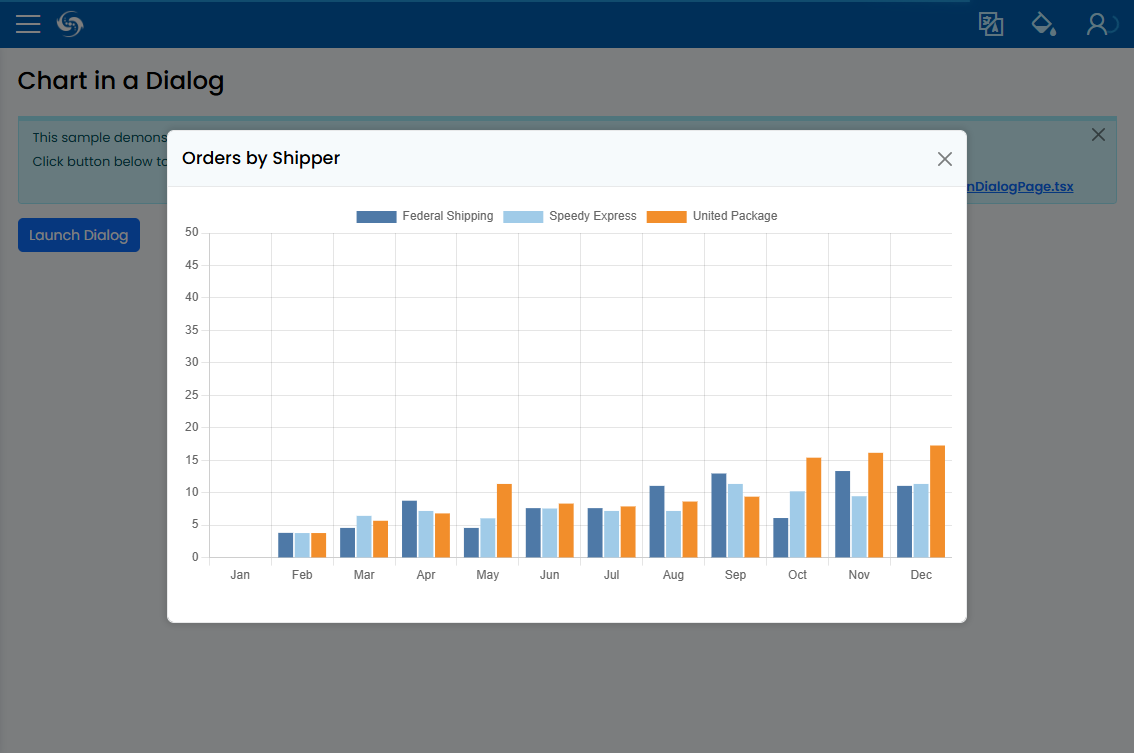 Chart in a Dialog
This sample demons
Click button below to
nDialogPage.tsx
Launch Dialog
Orders by Shipper
Federal Shipping Speedy Express United Package
50
45
40
35
30
25
20
15
10
5
0
Jan Feb Mar Apr May Jun Jul Aug Sep Oct Nov Dec